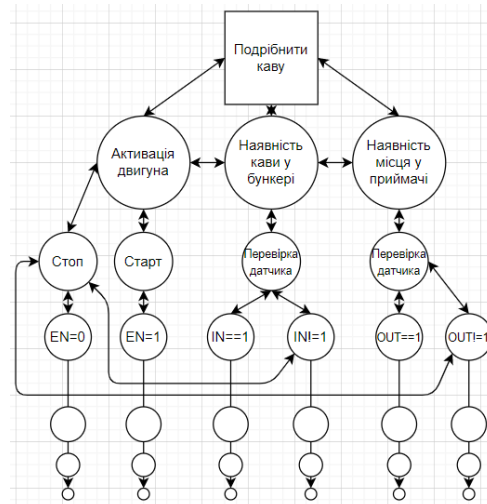 Подрібнити
каву
Активація
двигуна
Наявність
кави у
бункері
Наявність
місця у
приймачі
Стоп
Старт
Перевірка
датчика
Перевірка
датчика
EN=0
EN=1
IN==1
IN!=1
OUT==1
OUT!=1